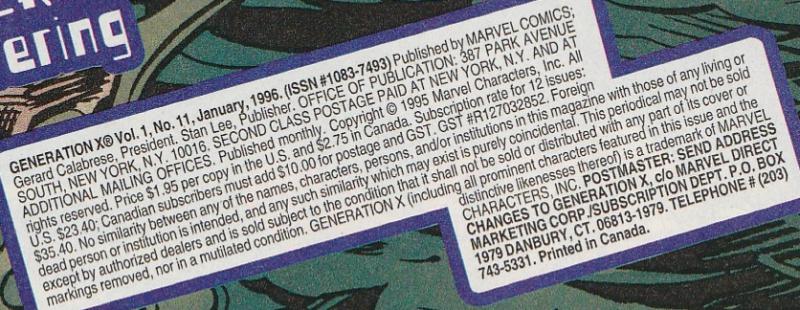 ering
GENERATION X® Vol. 1, No. 11, January, 1996. (ISSN #1083-7493) Published by MARVEL COMICS;
Gerard Calabrese, President. Stan Lee, Publisher. OFFICE OF PUBLICATION: 387 PARK AVENUE
SOUTH, NEW YORK, N.Y. 10016. SECOND CLASS POSTAGE PAID AT NEW YORK, N.Y. AND AT
ADDITIONAL MAILING OFFICES. Published monthly. Copyright © 1995 Marvel Characters, Inc. All
rights reserved. Price $1.95 per copy in the U.S. and $2.75 in Canada. Subscription rate for 12 issues:
U.S. $23.40; Canadian subscribers must add $10.00 for postage and GST. GST #R127032852. Foreign
$35.40. No similarity between any of the names, characters, persons, and/or institutions in this magazine with those of any living or
dead person or institution is intended, and any such similarity which may exist is purely coincidental. This periodical may not be sold
except by authorized dealers and is sold subject to the condition that it shall not be sold or distributed with any part of its cover or
markings removed, nor in a mutilated condition. GENERATION X (including all prominent characters featured in this issue and the
distinctive likenesses thereof) is a trademark of MARVEL
CHARACTERS, INC. POSTMASTER: SEND ADDRESS
CHANGES TO GENERATION X, c/o MARVEL DIRECT
MARKETING CORP./SUBSCRIPTION DEPT. P.O. BOX
1979 DANBURY, CT. 06813-1979. TELEPHONE # (203)
743-5331. Printed in Canada.